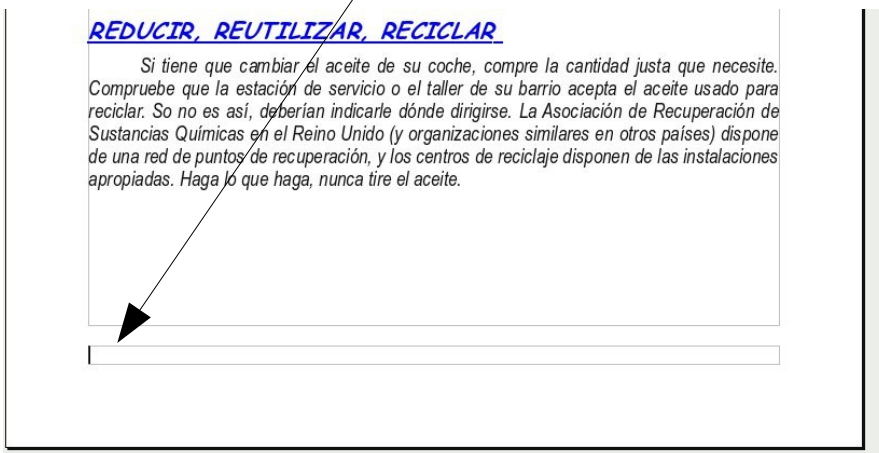 REDUCIR, REUTILIZAR, RECICLAR
Si tiene que cambiar el aceite de su coche, compre la cantidad justa que necesite.
Compruebe que la estación de servicio o el taller de su barrio acepta el aceite usado para
reciclar. So no es así, deberían indicarle dónde dirigirse. La Asociación de Recuperación de
Sustancias Químicas en el Reino Unido (y organizaciones similares en otros países) dispone
de una red de puntos de recuperación, y los centros de reciclaje disponen de las instalaciones
apropiadas. Haga lo que haga, nunca tire el aceite.